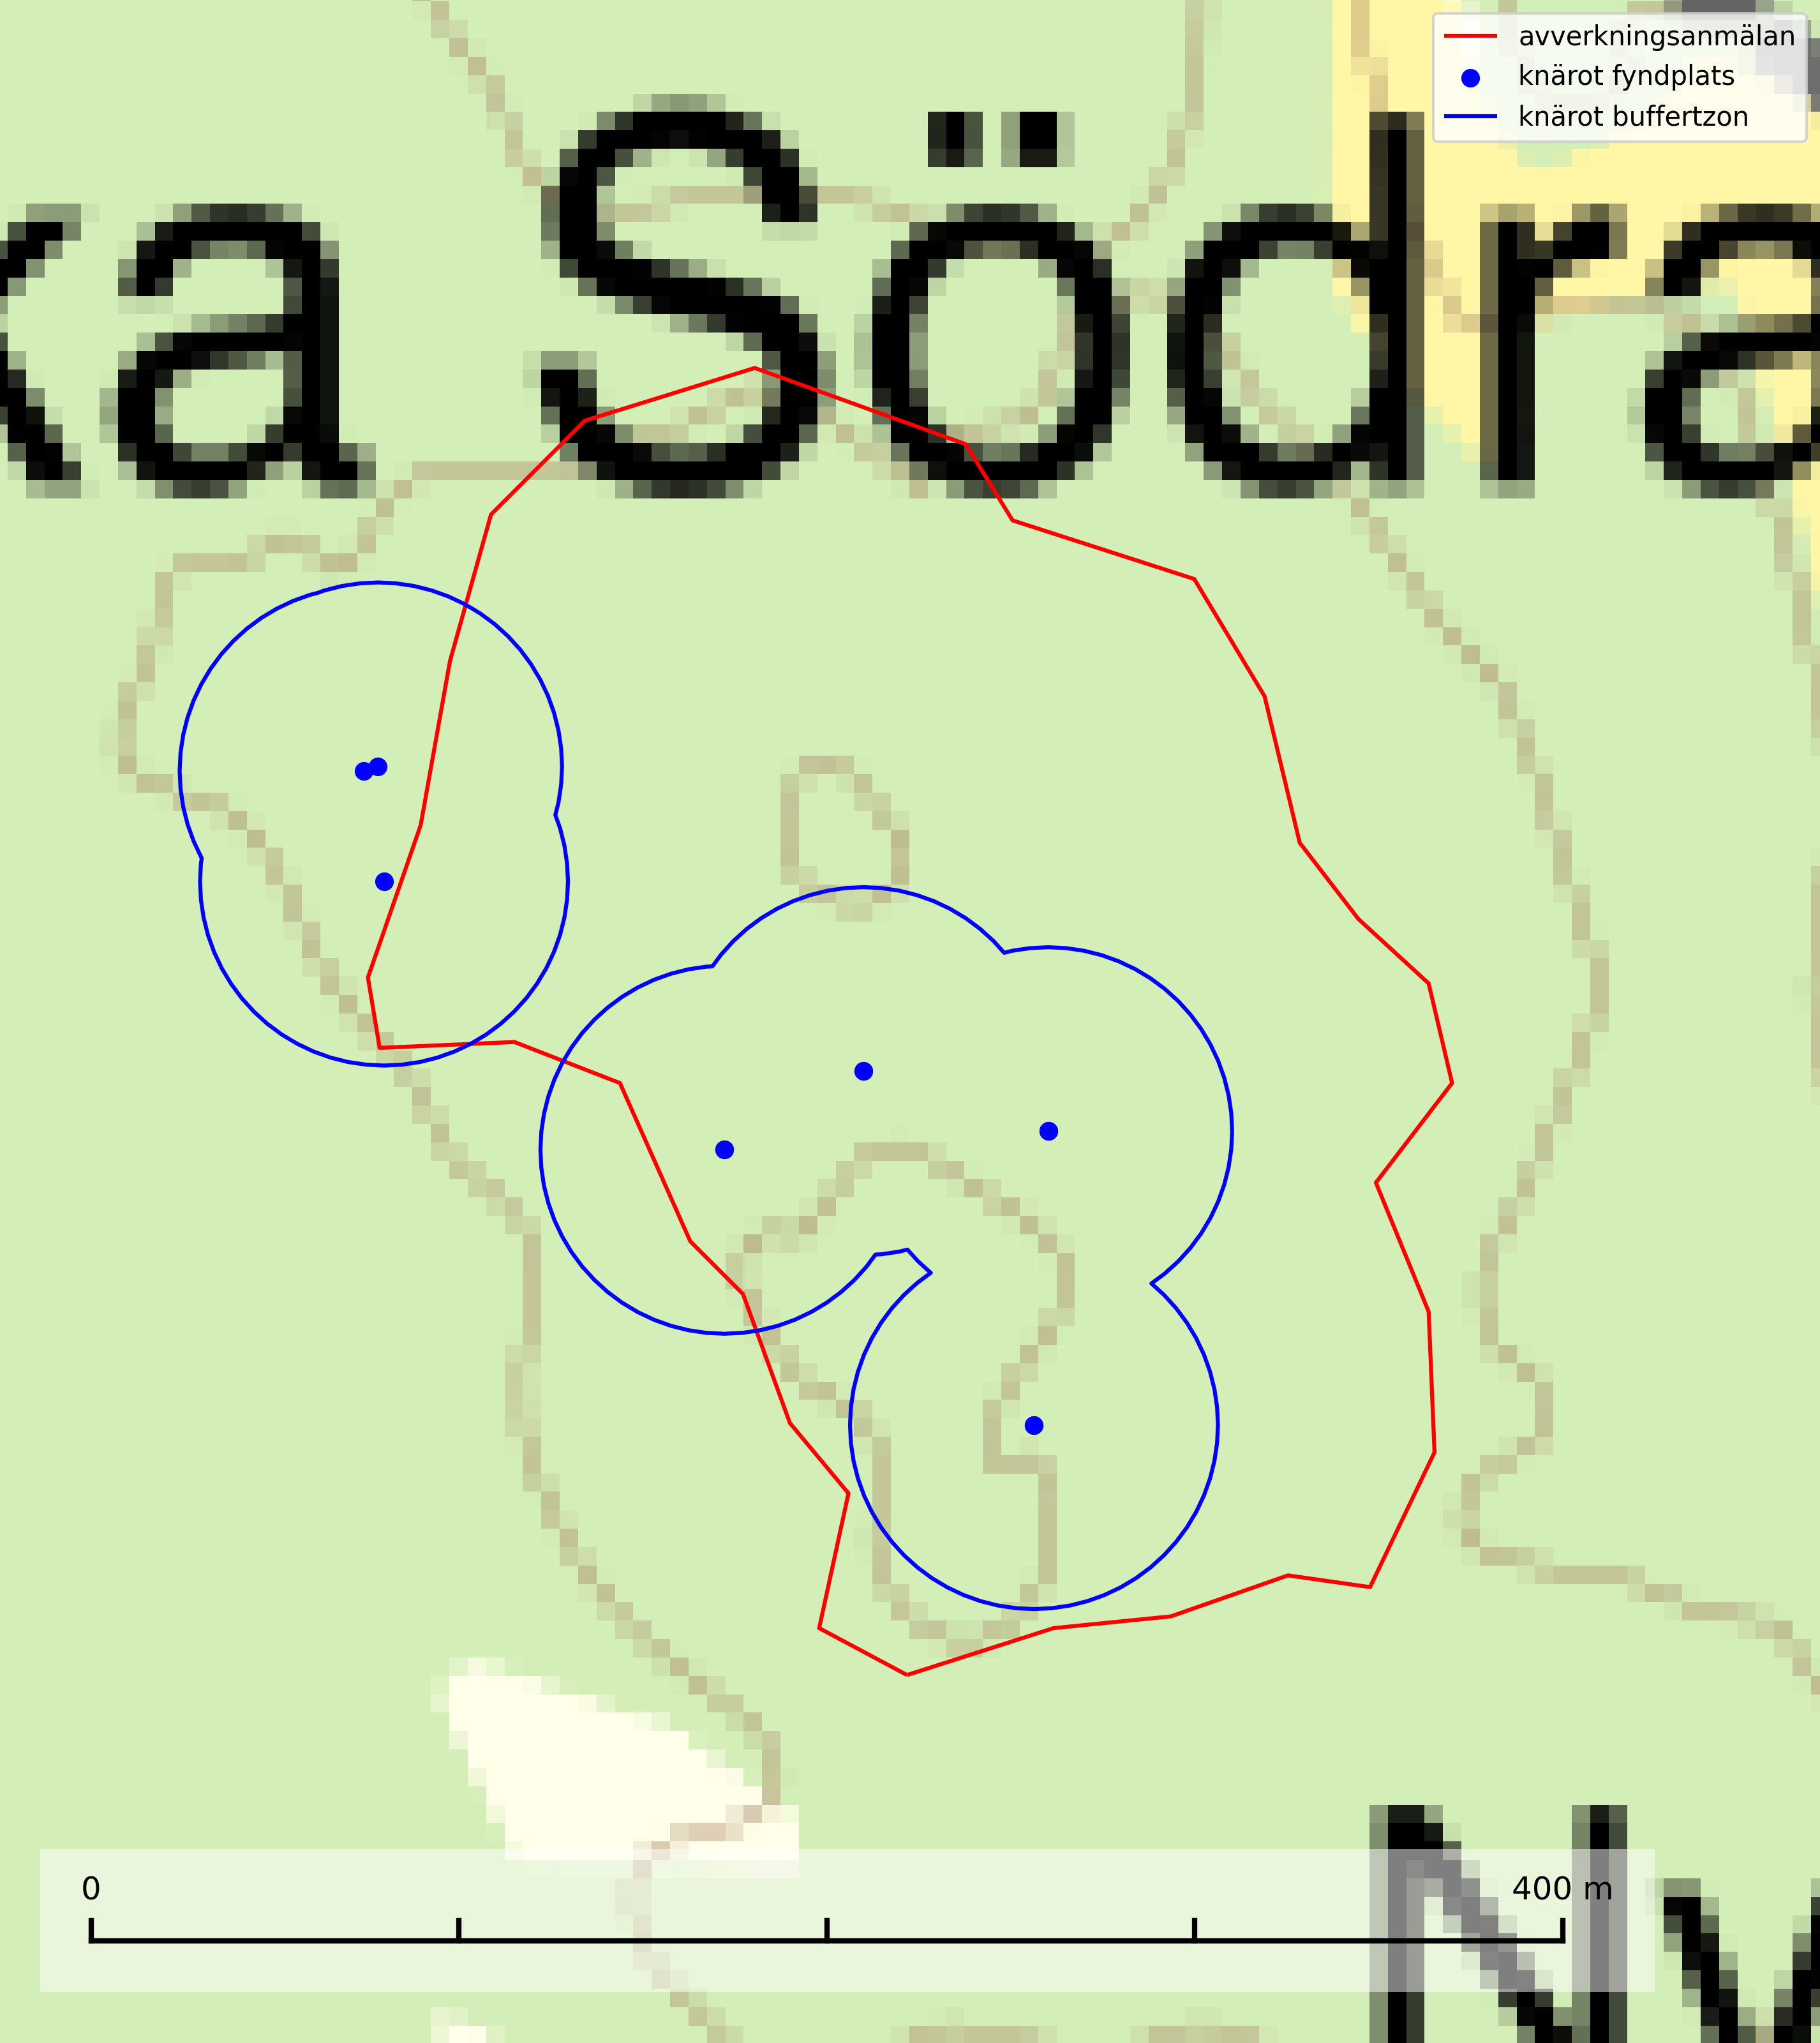 avverkningsanmälan
knärot fyndplats
knärot buffertzon
ka Södra
0 400 m